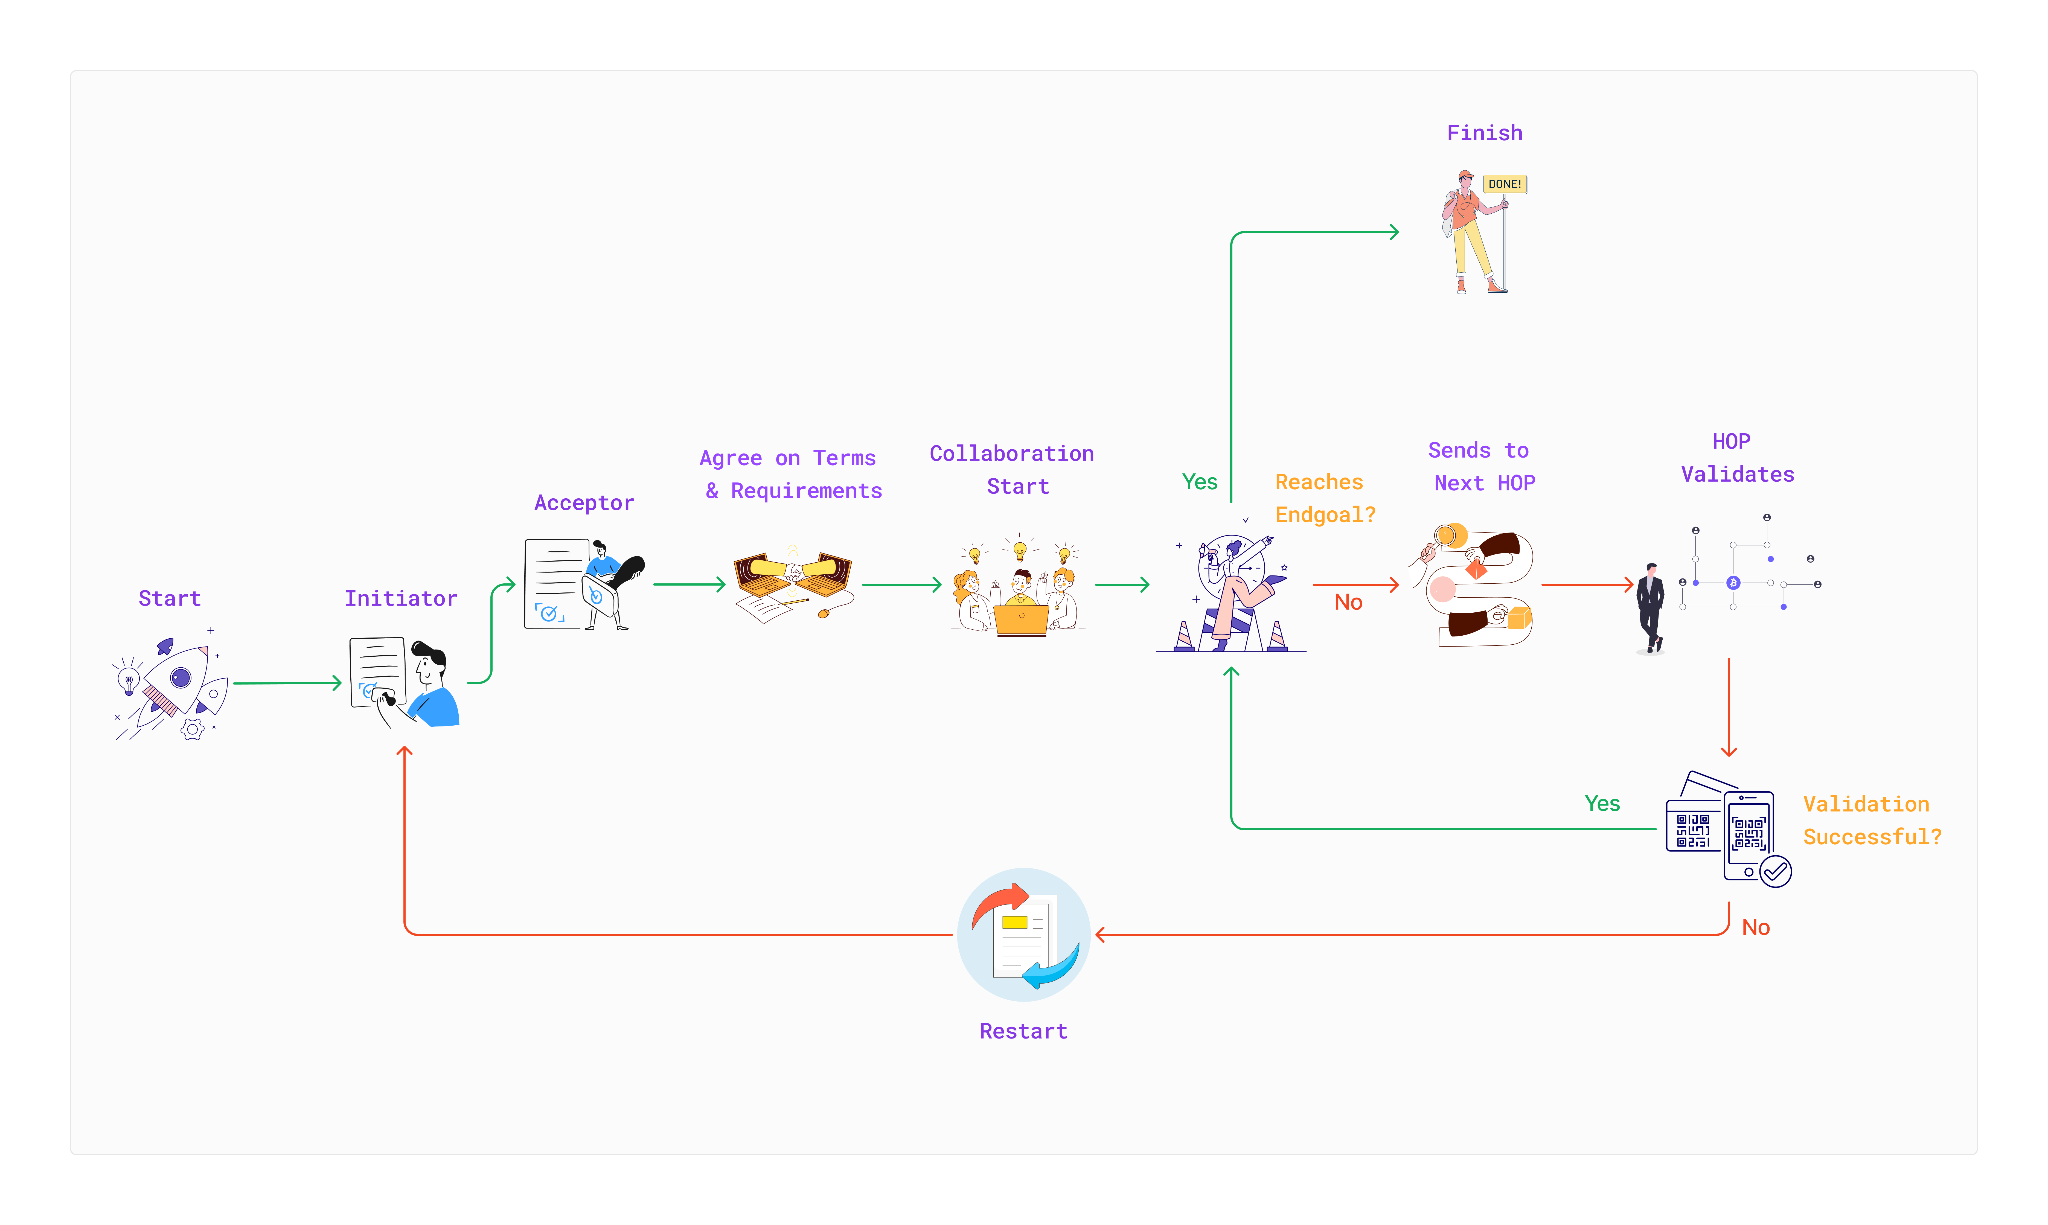 Finish
DONE!
HOP
Validates
Sends to
Next HOP
Collaboration
Start
Agree on Terms
& Requirements
Yes
Reaches
Endgoal?
Acceptor
Start
Initiator
No
Yes
Validation
Successful?
No
Restart